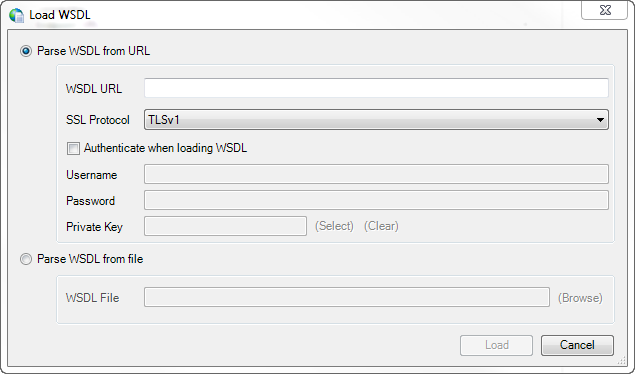 Load WSDL
Parse WSDL from URL
WSDL URL
SSL Protocol TLSv1
Authenticate when loading WSDL
Username
Password
Private Key (Select) (Clear)
Parse WSDL from file
WSDL File (Browse)
Load Cancel